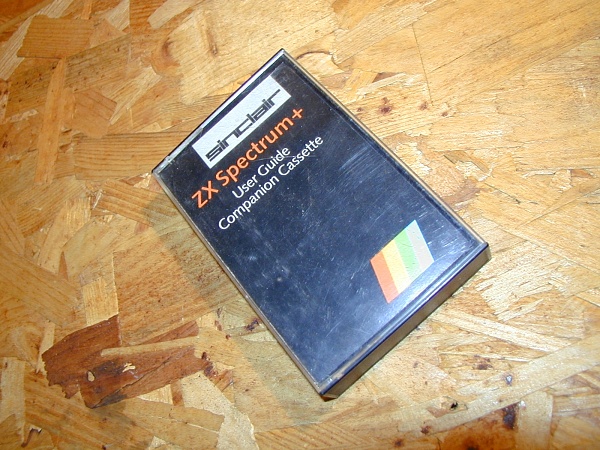 sinclair
ZX Spectrum+
User Guide
Companion Cassette